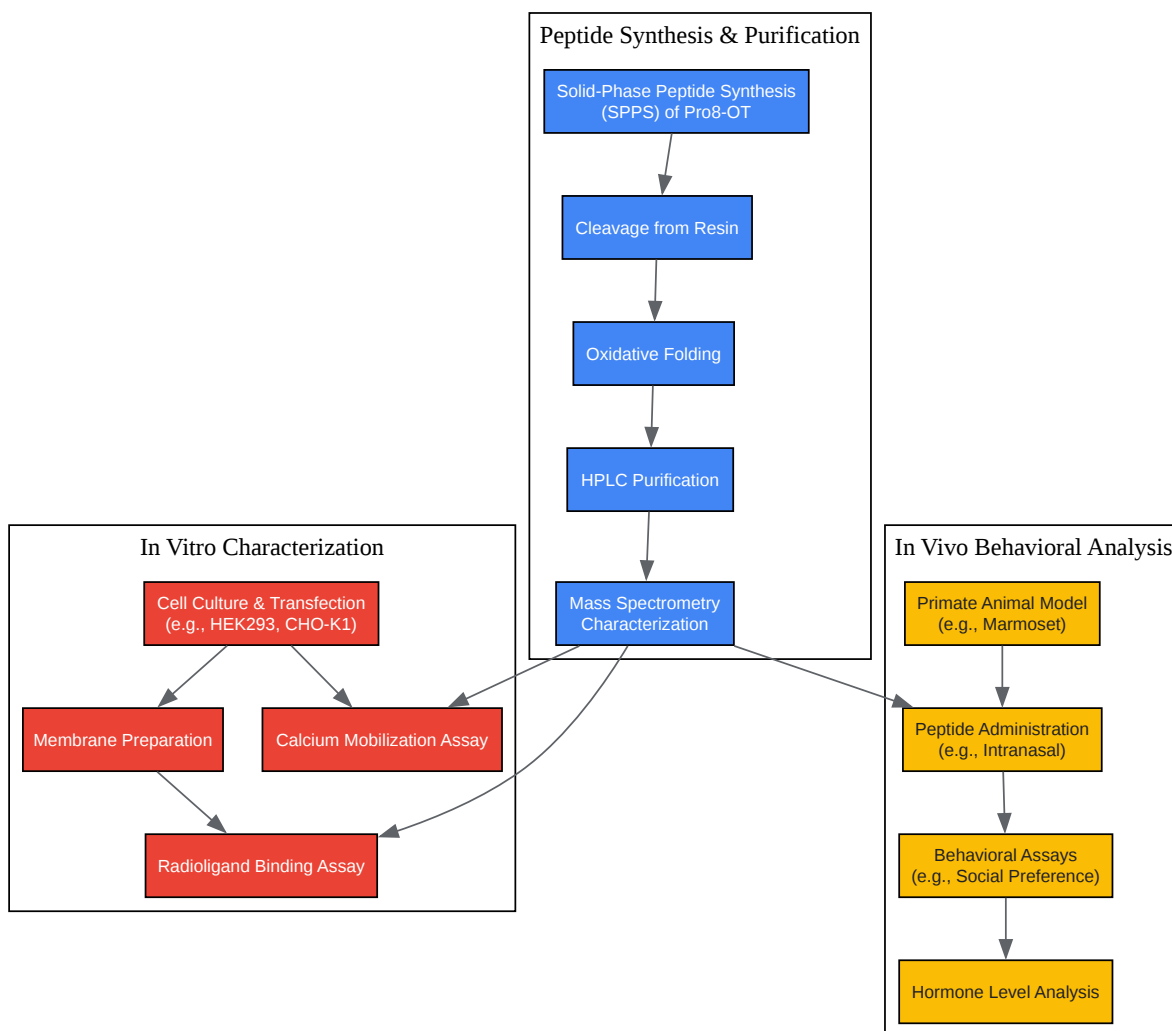 Peptide Synthesis & Purification
Solid-Phase Peptide Synthesis
(SPPS) of Pro8-OT
Cleavage from Resin
Oxidative Folding
HPLC Purification
Mass Spectrometry
Characterization
In Vitro Characterization
Cell Culture & Transfection
(e.g., HEK293, CHO-K1)
Membrane Preparation
Calcium Mobilization Assay
Radioligand Binding Assay
In Vivo Behavioral Analysis
Primate Animal Model
(e.g., Marmoset)
Peptide Administration
(e.g., Intranasal)
Behavioral Assays
(e.g., Social Preference)
Hormone Level Analysis